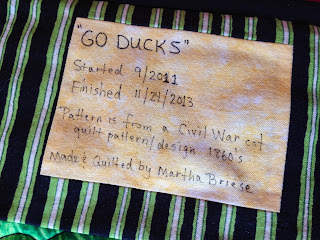 "GO DUCKS"
Started 9/2011
Finished 11/24/2013
Pattern is from a Civil War cot
quilt pattern/design 1860's
Made & Quilted by Martha Briese